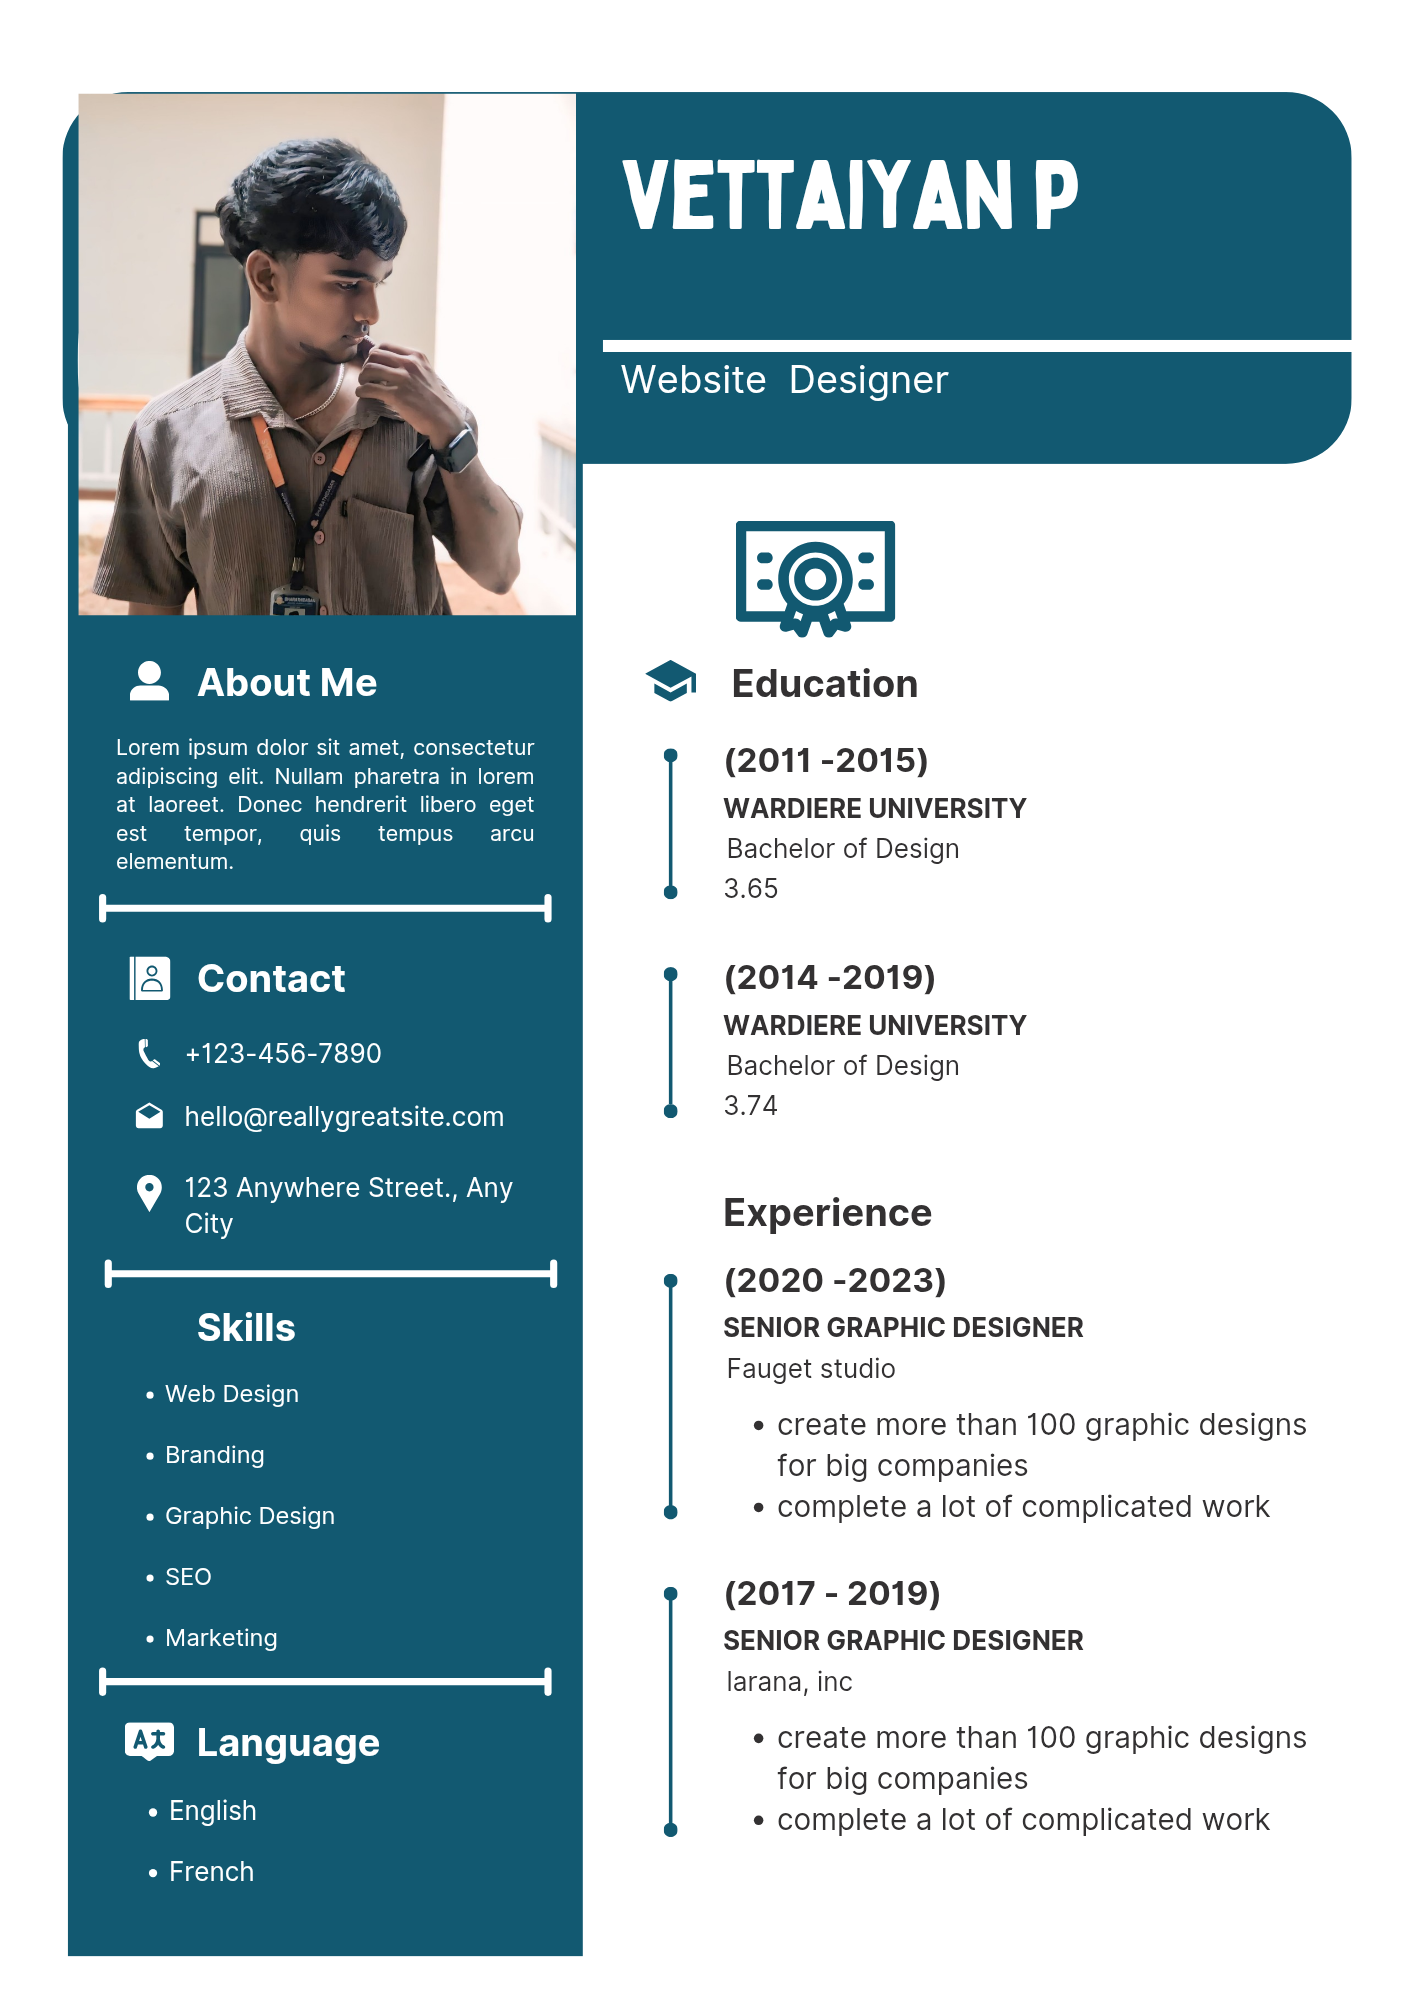 VETTAIYAN P
Website Designer
About Me
Lorem ipsum dolor sit amet, consectetur
adipiscing elit. Nullam pharetra in lorem
at laoreet. Donec hendrerit libero eget
est tempor, quis tempus arcu
elementum.
Contact
+123-456-7890
hello@reallygreatsite.com
123 Anywhere Street., Any
City
Skills
• Web Design
• Branding
• Graphic Design
• SEO
• Marketing
Language
• English
• French
Education
(2011 -2015)
WARDIERE UNIVERSITY
Bachelor of Design
3.65
(2014 -2019)
WARDIERE UNIVERSITY
Bachelor of Design
3.74
Experience
(2020 -2023)
SENIOR GRAPHIC DESIGNER
Fauget studio
• create more than 100 graphic designs
for big companies
• complete a lot of complicated work
(2017 - 2019)
SENIOR GRAPHIC DESIGNER
larana, inc
• create more than 100 graphic designs
for big companies
• complete a lot of complicated work